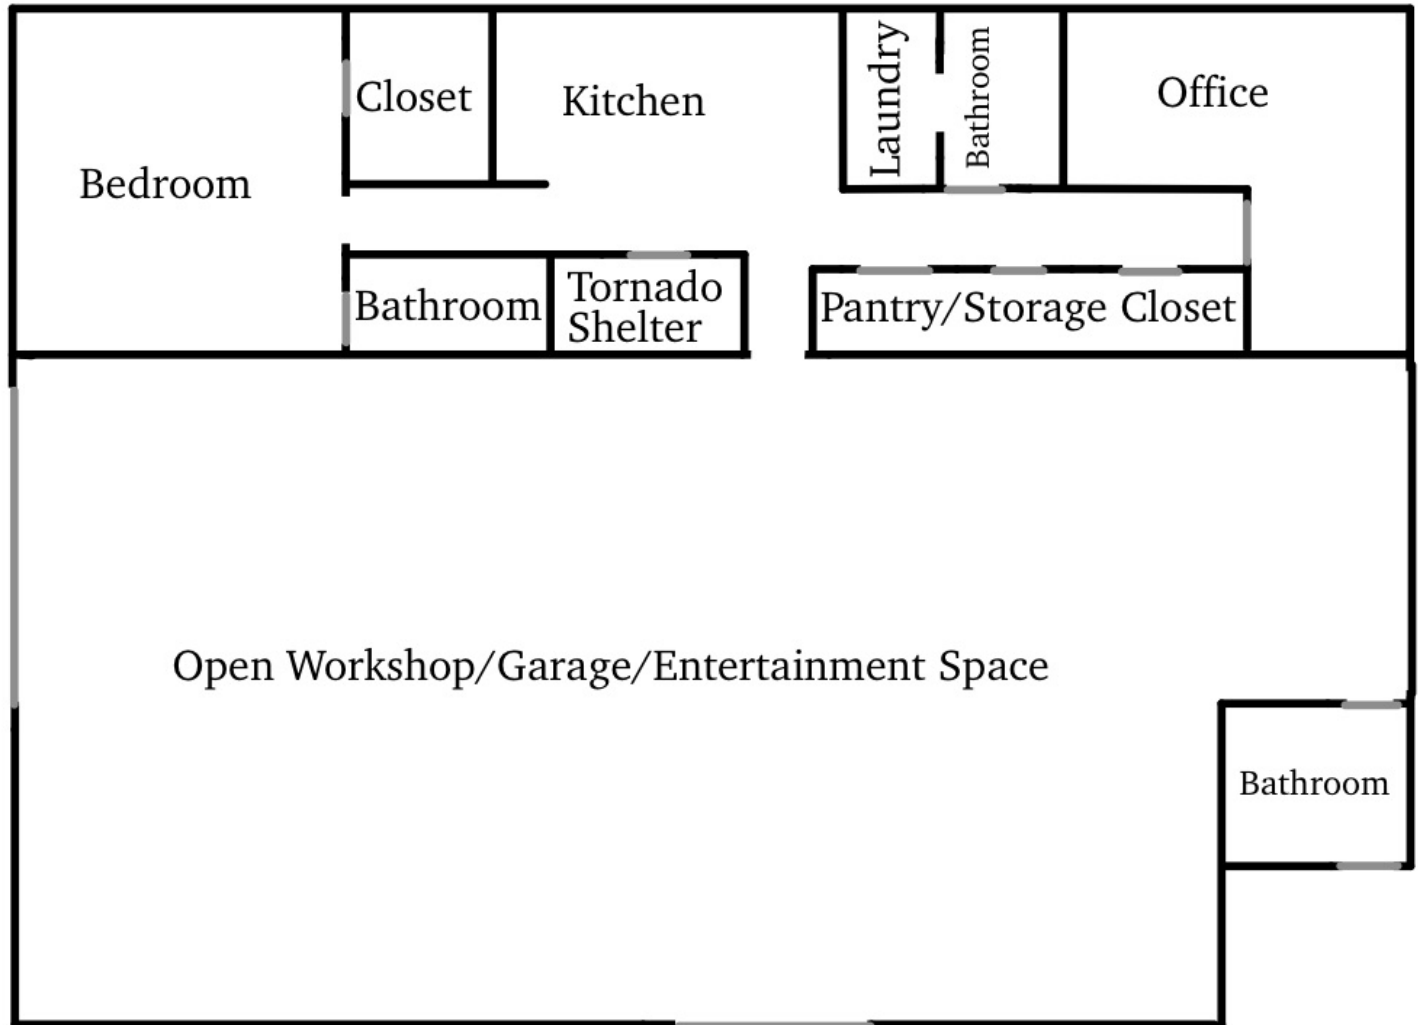 Bedroom
Closet
Kitchen
Laundry
Bathroom
Office
Bathroom
Tornado
Shelter
Pantry/Storage Closet
Open Workshop/Garage/Entertainment Space
Bathroom